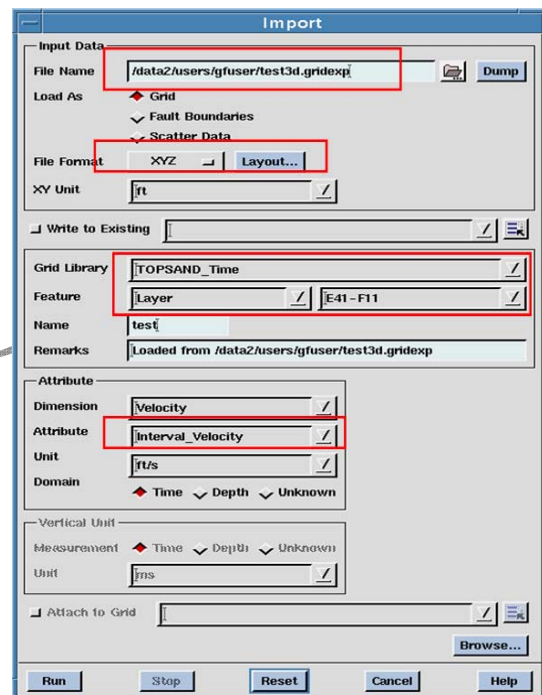 Import
Input Data
File Name /data2/users/gfuser/test3d.gridexp Dump
Load As Grid
Fault Boundaries
Scatter Data
File Format XYZ Layout...
XY Unit ft
Write to Existing
Grid Library TOPSAND_Time
Feature Layer E41-F11
Name test
Remarks Loaded from /data2/users/gfuser/test3d.gridexp
Attribute
Dimension Velocity
Attribute Interval_Velocity
Unit ft/s
Domain Time Depth Unknown
Vertical Unit
Measurement Time Depth Unknown
Unit ms
Attach to Grid
Browse...
Run Stop Reset Cancel Help